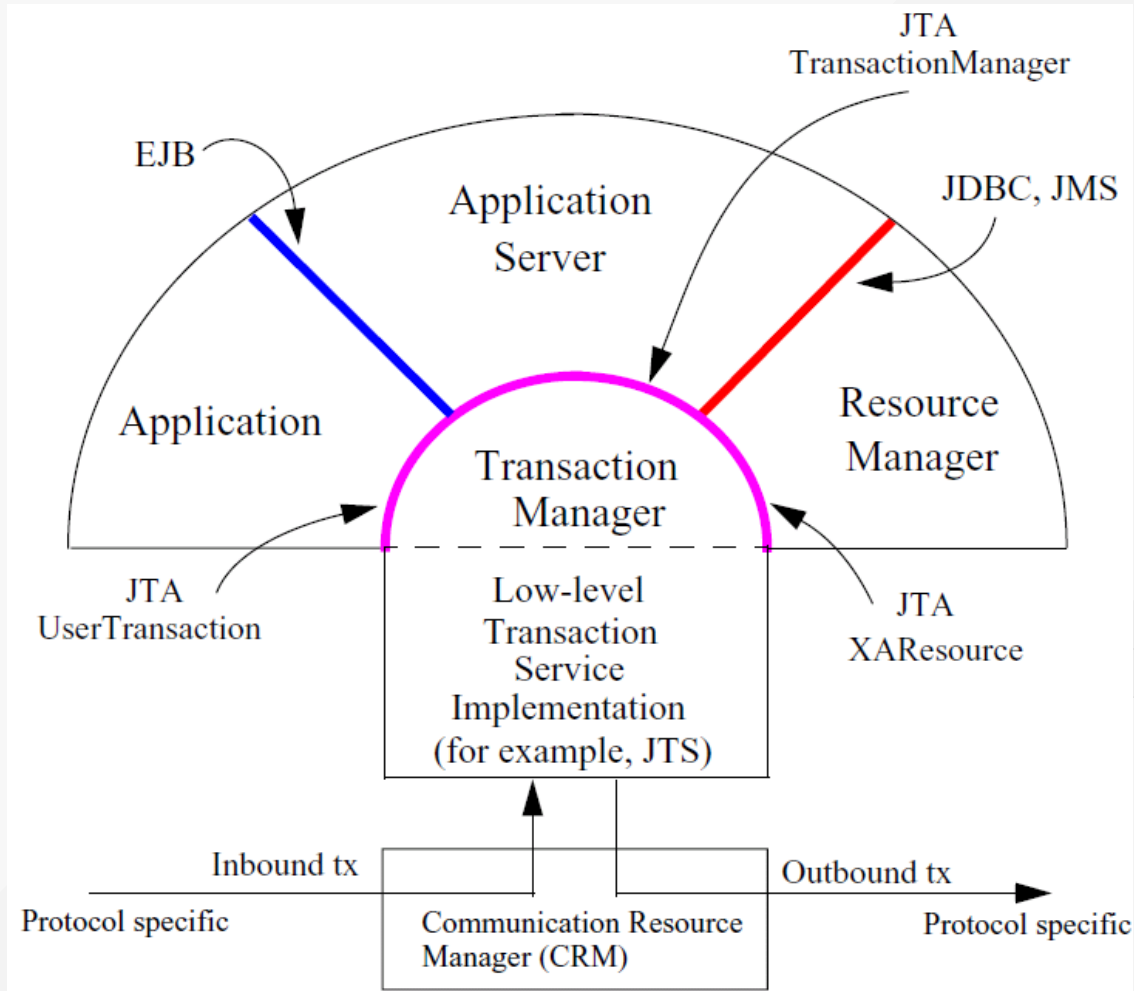 JTA
TransactionManager
EJB
Application
Server
JDBC, JMS
Application
Resource
Manager
Transaction
Manager
JTA
UserTransaction
JTA
XAResource
Low-level
Transaction
Service
Implementation
(for example, JTS)
Inbound tx
Outbound tx
Protocol specific
Communication Resource
Manager (CRM)
Protocol specific